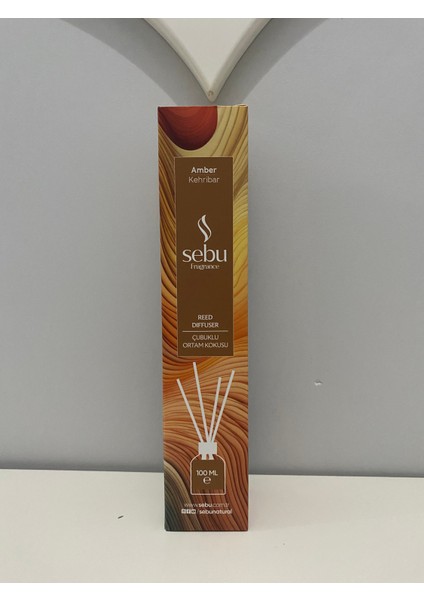 Amber
Kehribar
sebu
Fragrance
REED
DIFFUSER
ÇUBUKLU
ORTAM KOKUSU
100 ML
e
www.sebu.com.tr
/sebunatural